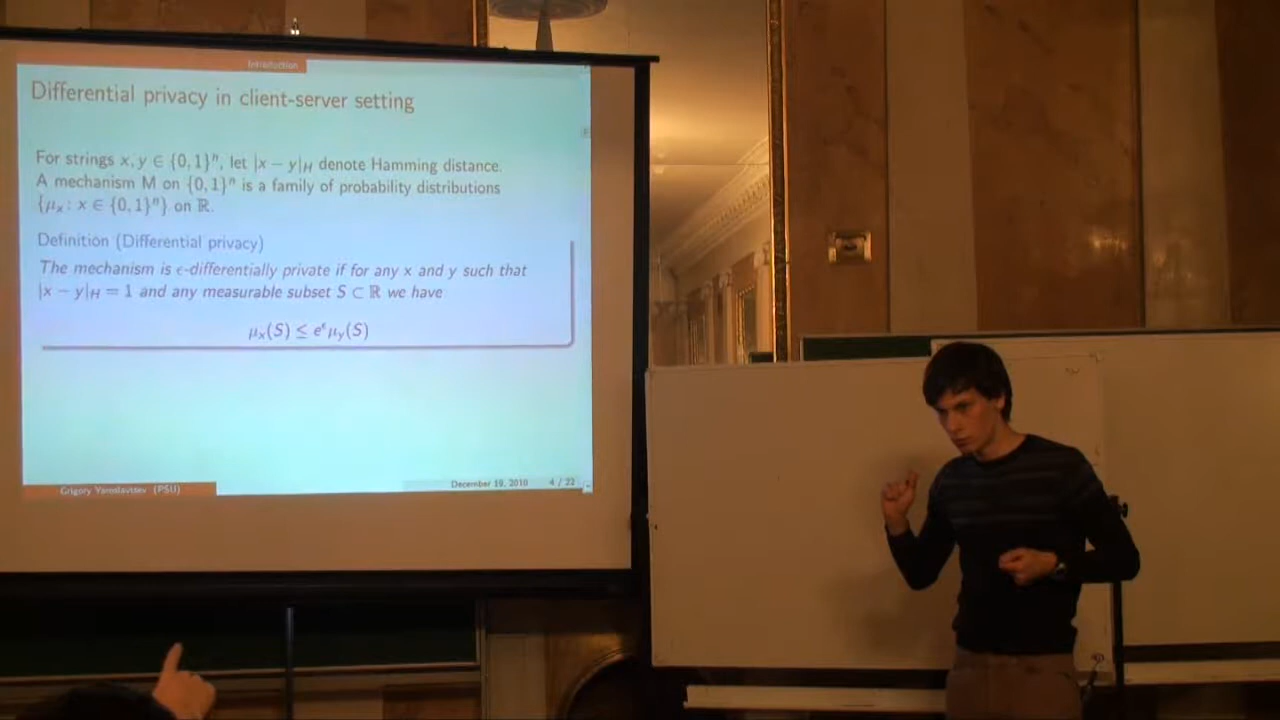 Introduction
Differential privacy in client-server setting
For strings x, y ∈ {0, 1}ⁿ, let |x − y|_H denote Hamming distance.
A mechanism M on {0, 1}ⁿ is a family of probability distributions
{μₓ : x ∈ {0, 1}ⁿ} on ℝ.
Definition (Differential privacy)
The mechanism is ϵ-differentially private if for any x and y such that
|x − y|_H = 1 and any measurable subset S ⊂ ℝ we have
μₓ(S) ≤ e^ϵ μ_y(S)
Grigory Yaroslavtsev (PSU)
December 19, 2010 4 / 22